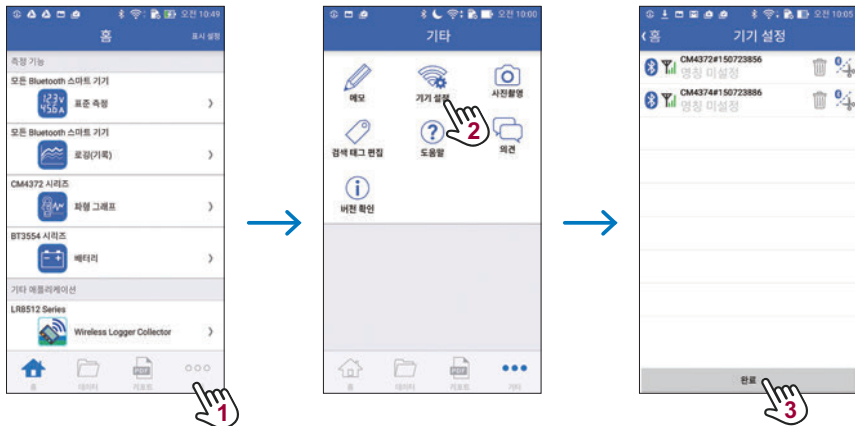 오전 10:49
홈
표시 설정
측정 기능
모든 Bluetooth 스마트 기기
123 V
45.0 A
표준 측정
모든 Bluetooth 스마트 기기
로깅(기록)
CM4372 시리즈
파형 그래프
BT3554 시리즈
배터리
기타 애플리케이션
LR8512 Series
Wireless Logger Collector
홈
데이터
PDF
리포트
1
오전 10:00
기타
메모
기기 설정
사진촬영
2
검색 태그 편집
도움말
의견
버전 확인
홈
데이터
PDF
리포트
기타
오전 10:05
홈
기기 설정
CM4372#150723856
명칭 미설정
CM4374#150723886
명칭 미설정
완료
3